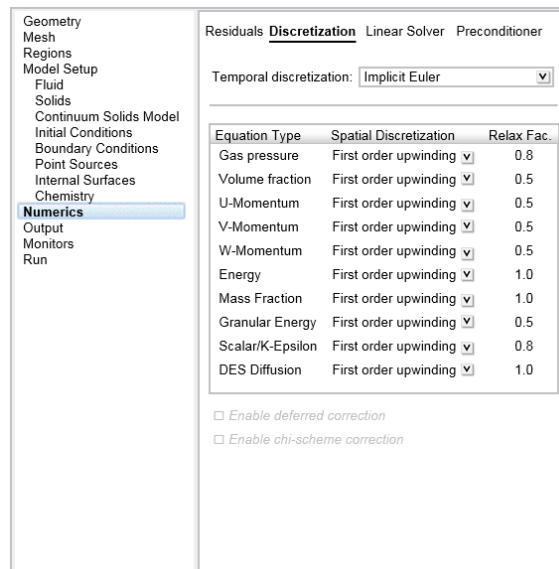 Geometry
Mesh
Regions
Model Setup
Fluid
Solids
Continuum Solids Model
Initial Conditions
Boundary Conditions
Point Sources
Internal Surfaces
Chemistry
Numerics
Output
Monitors
Run
Residuals Discretization Linear Solver Preconditioner
Temporal discretization: Implicit Euler
Equation Type Spatial Discretization Relax Fac.
Gas pressure First order upwinding 0.8
Volume fraction First order upwinding 0.5
U-Momentum First order upwinding 0.5
V-Momentum First order upwinding 0.5
W-Momentum First order upwinding 0.5
Energy First order upwinding 1.0
Mass Fraction First order upwinding 1.0
Granular Energy First order upwinding 0.5
Scalar/K-Epsilon First order upwinding 0.8
DES Diffusion First order upwinding 1.0
Enable deferred correction
Enable chi-scheme correction